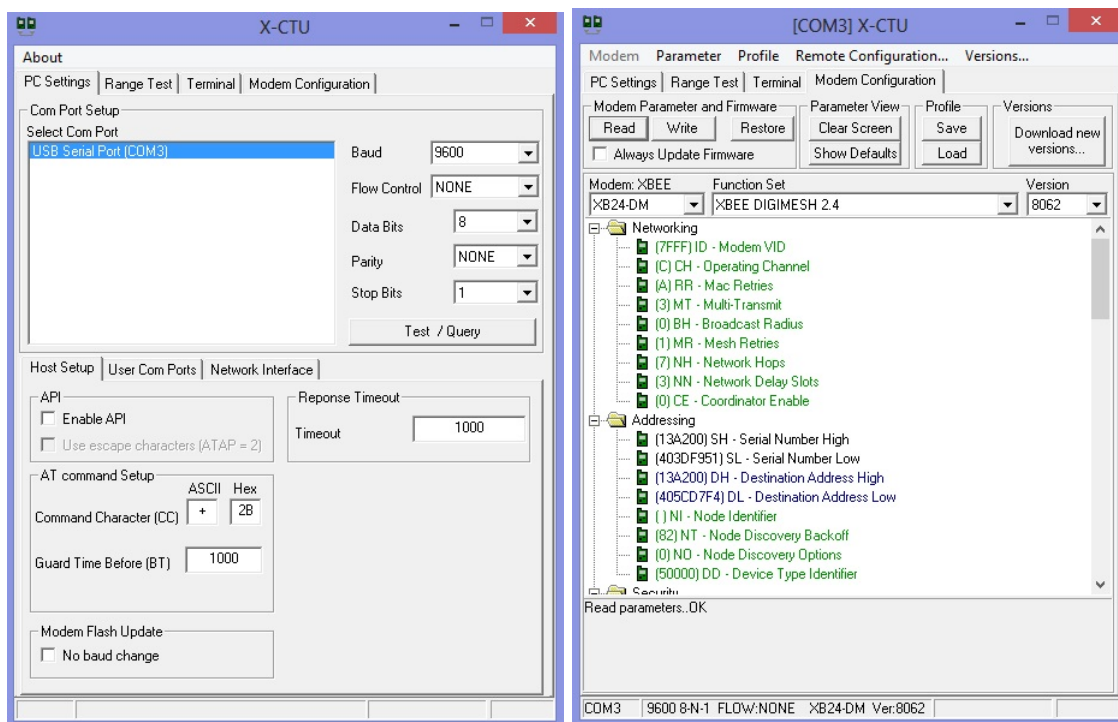 X-CTU
About
PC Settings Range Test Terminal Modem Configuration
Com Port Setup
Select Com Port
USB Serial Port (COM3)
Baud 9600
Flow Control NONE
Data Bits 8
Parity NONE
Stop Bits 1
Test / Query
Host Setup User Com Ports Network Interface
API
Enable API
Use escape characters (ATAP = 2)
Reponse Timeout
Timeout 1000
AT command Setup
ASCII Hex
Command Character (CC) + 2B
Guard Time Before (BT) 1000
Modem Flash Update
No baud change
[COM3] X-CTU
Modem Parameter Profile Remote Configuration... Versions...
PC Settings Range Test Terminal Modem Configuration
Modem Parameter and Firmware Parameter View Profile Versions
Read Write Restore Clear Screen Save Download new
versions...
Always Update Firmware Show Defaults Load
Modem: XBEE Function Set Version
XB24-DM XBEE DIGIMESH 2.4 8062
Networking
(7FFF) ID - Modem VID
(C) CH - Operating Channel
(A) RR - Mac Retries
(3) MT - Multi-Transmit
(0) BH - Broadcast Radius
(1) MR - Mesh Retries
(7) NH - Network Hops
(3) NN - Network Delay Slots
(0) CE - Coordinator Enable
Addressing
(13A200) SH - Serial Number High
(403DF951) SL - Serial Number Low
(13A200) DH - Destination Address High
(405CD7F4) DL - Destination Address Low
( ) NI - Node Identifier
(82) NT - Node Discovery Backoff
(0) NO - Node Discovery Options
(50000) DD - Device Type Identifier
Security
Read parameters..OK
COM3 9600 8-N-1 FLOW:NONE XB24-DM Ver:8062